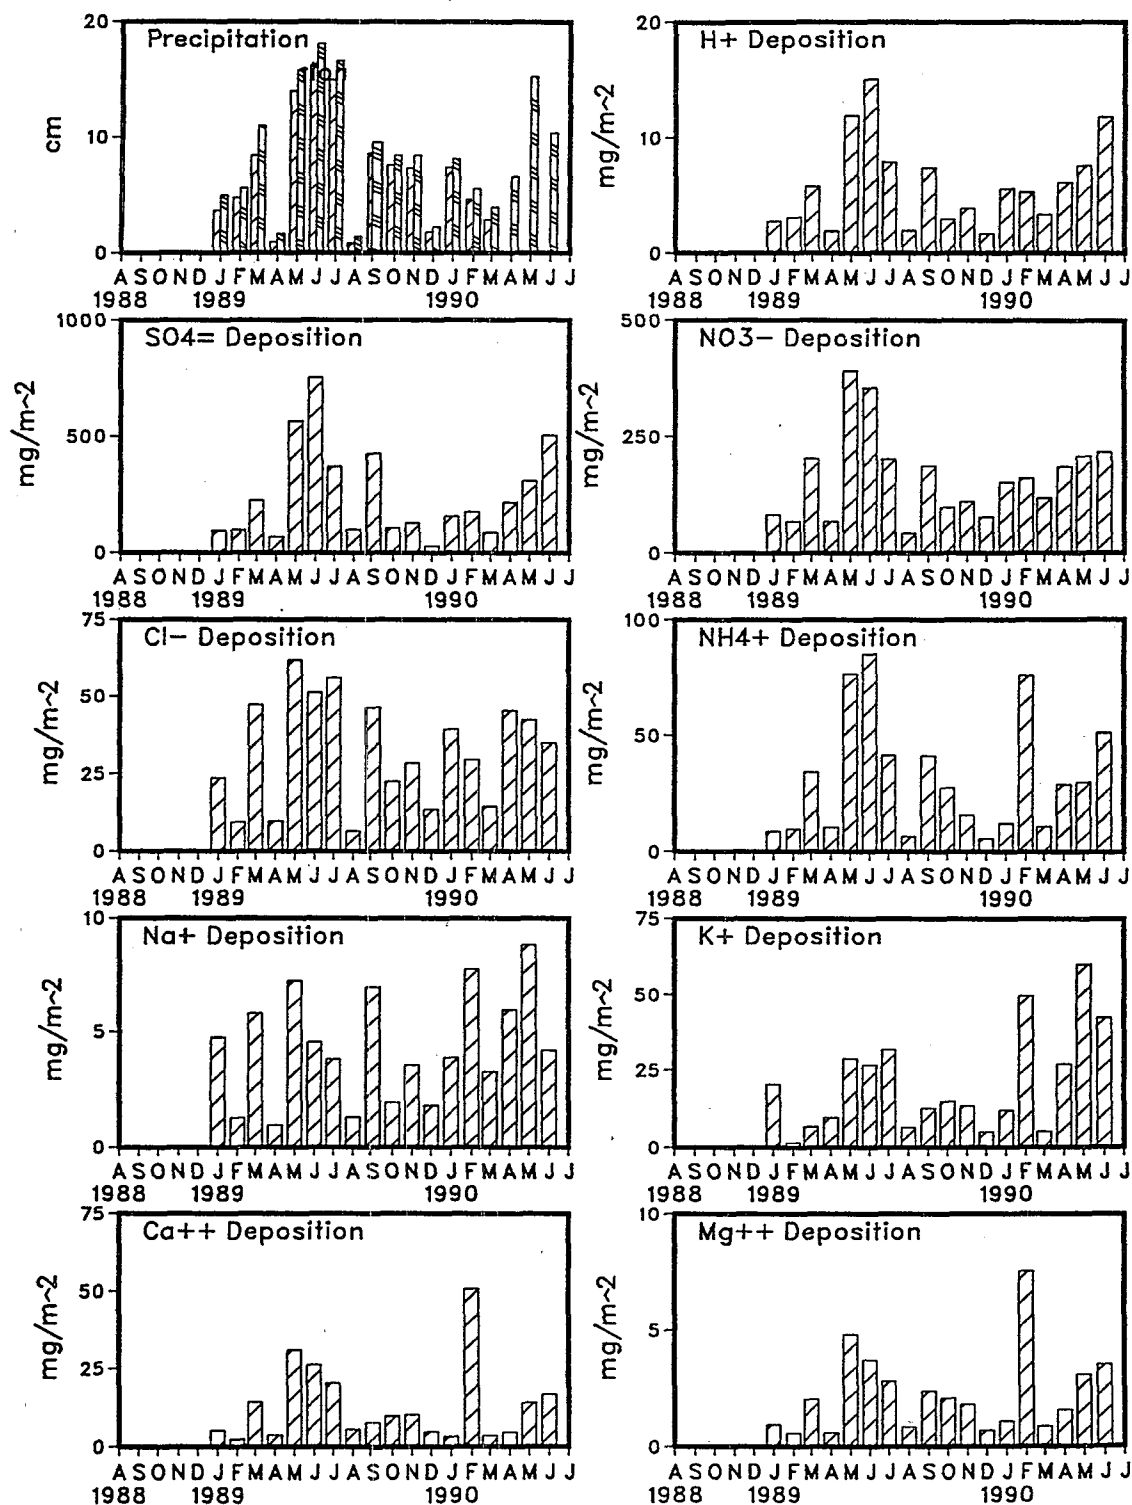 Precipitation
20
10
0
cm
A S O N D J F M A M J J A S O N D J F M A M J J
1988 1989 1990
H+ Deposition
20
10
0
mg/m~2
A S O N D J F M A M J J A S O N D J F M A M J J
1988 1989 1990
SO4= Deposition
1000
500
0
mg/m~2
A S O N D J F M A M J J A S O N D J F M A M J J
1988 1989 1990
NO3- Deposition
500
250
0
mg/m~2
A S O N D J F M A M J J A S O N D J F M A M J J
1988 1989 1990
Cl- Deposition
75
50
25
0
mg/m~2
A S O N D J F M A M J J A S O N D J F M A M J J
1988 1989 1990
NH4+ Deposition
100
50
0
mg/m~2
A S O N D J F M A M J J A S O N D J F M A M J J
1988 1989 1990
Na+ Deposition
10
5
0
mg/m~2
A S O N D J F M A M J J A S O N D J F M A M J J
1988 1989 1990
K+ Deposition
75
50
25
0
mg/m~2
A S O N D J F M A M J J A S O N D J F M A M J J
1988 1989 1990
Ca++ Deposition
75
50
25
0
mg/m~2
A S O N D J F M A M J J A S O N D J F M A M J J
1988 1989 1990
Mg++ Deposition
10
5
0
mg/m~2
A S O N D J F M A M J J A S O N D J F M A M J J
1988 1989 1990